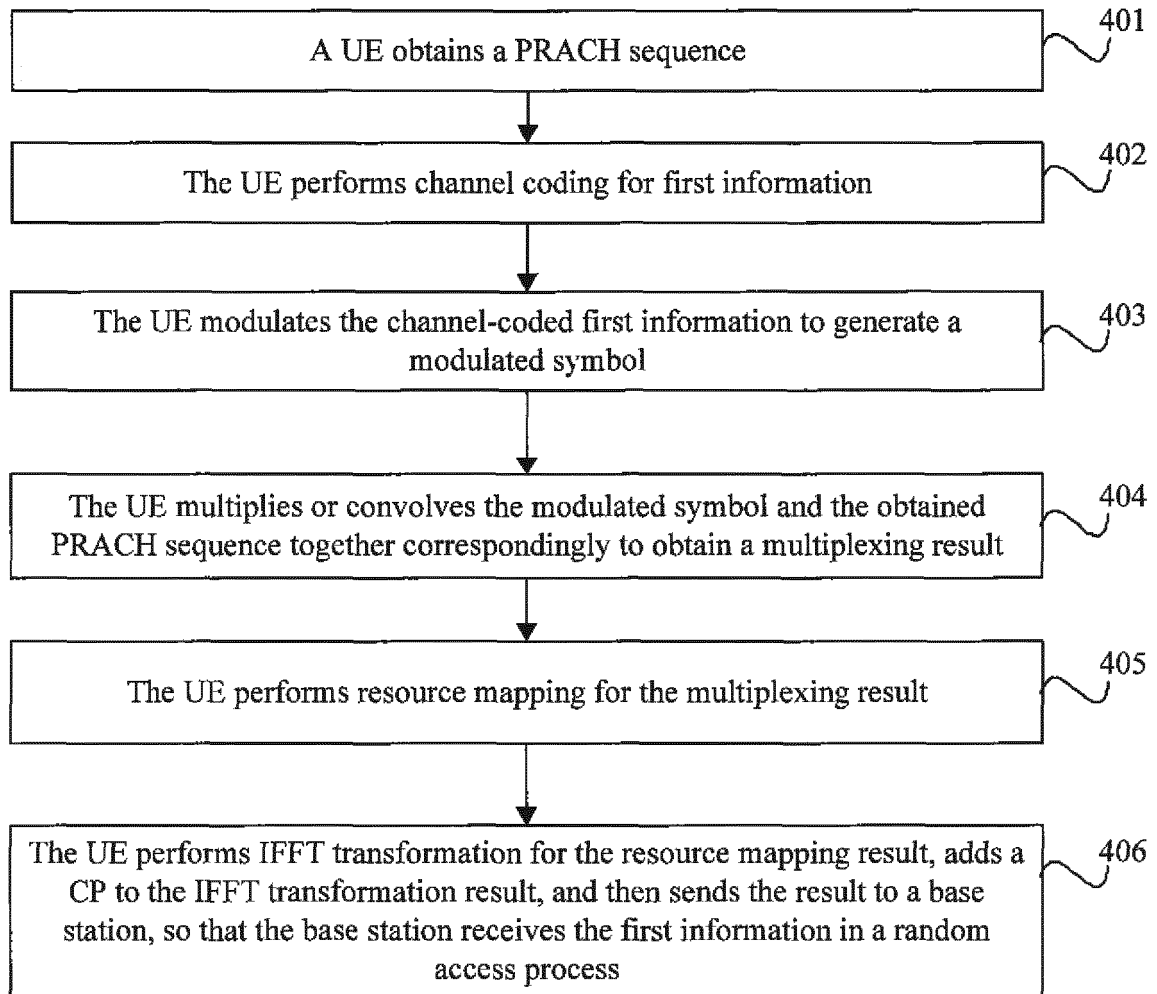 A UE obtains a PRACH sequence
401
The UE performs channel coding for first information
402
The UE modulates the channel-coded first information to generate a
modulated symbol
403
The UE multiplies or convolves the modulated symbol and the obtained
PRACH sequence together correspondingly to obtain a multiplexing result
404
The UE performs resource mapping for the multiplexing result
405
The UE performs IFFT transformation for the resource mapping result, adds a
CP to the IFFT transformation result, and then sends the result to a base
station, so that the base station receives the first information in a random
access process
406